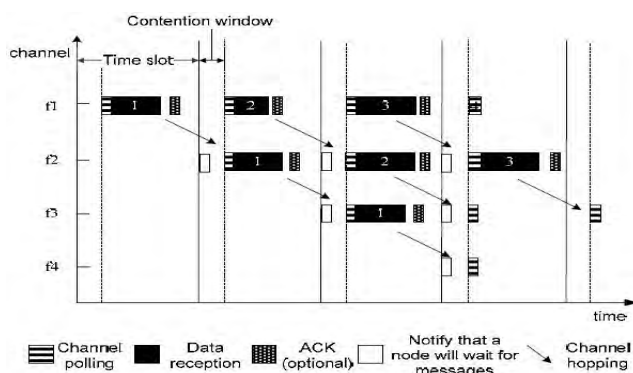 Contention window
channel
Time slot
f1
1
2
3
f2
1
2
3
f3
1
f4
time
Channel polling
Data reception
ACK (optional)
Notify that a node will wait for messages
Channel hopping